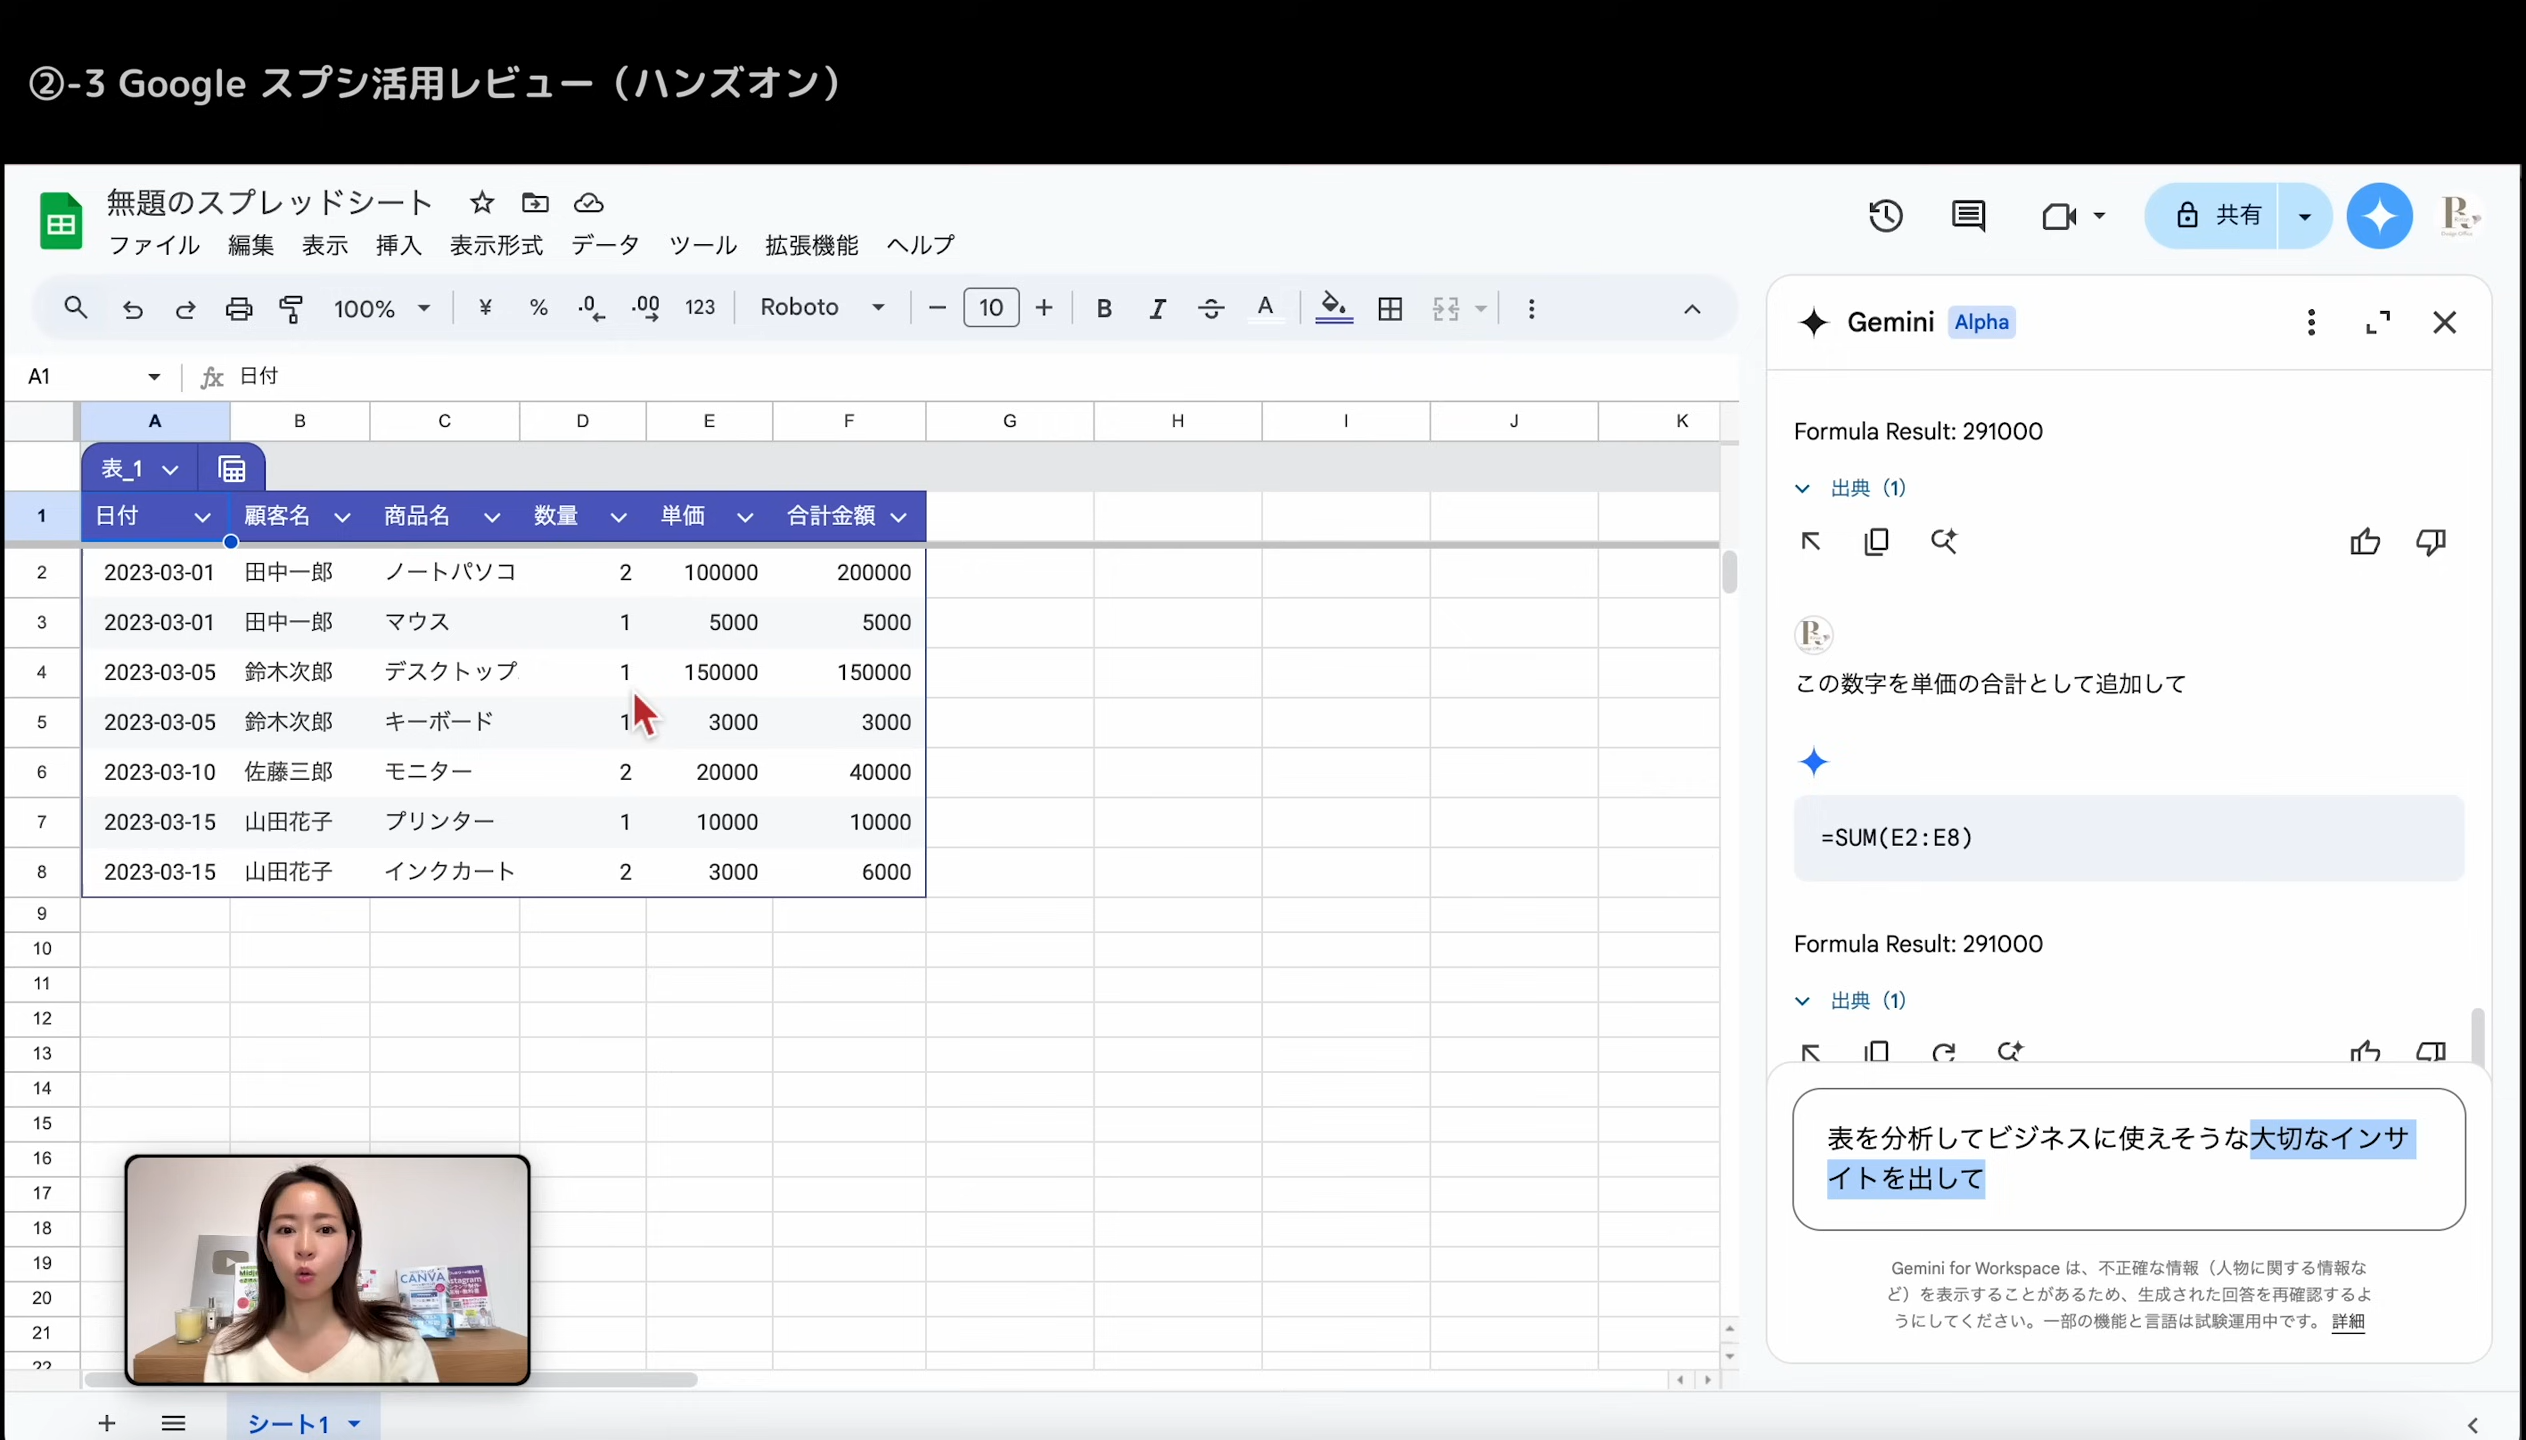 ②-3 Google スプシ活用レビュー（ハンズオン）
無題のスプレッドシート
ファイル 編集 表示 挿入 表示形式 データ ツール 拡張機能 ヘルプ
共有
100% ¥ % .0 .00 123 Roboto 10 B I A
A1 fx 日付
A B C D E F G H I J K
表_1
1 日付 顧客名 商品名 数量 単価 合計金額
2 2023-03-01 田中一郎 ノートパソコ 2 100000 200000
3 2023-03-01 田中一郎 マウス 1 5000 5000
4 2023-03-05 鈴木次郎 デスクトップ 1 150000 150000
5 2023-03-05 鈴木次郎 キーボード 1 3000 3000
6 2023-03-10 佐藤三郎 モニター 2 20000 40000
7 2023-03-15 山田花子 プリンター 1 10000 10000
8 2023-03-15 山田花子 インクカート 2 3000 6000
9
10
11
12
13
14
15
16
17
18
19
20
21
22
CANVA
シート1
Gemini Alpha
Formula Result: 291000
出典（1）
この数字を単価の合計として追加して
=SUM(E2:E8)
Formula Result: 291000
出典（1）
表を分析してビジネスに使えそうな大切なインサ
イトを出して
Gemini for Workspace は、不正確な情報（人物に関する情報な
ど）を表示することがあるため、生成された回答を再確認するよ
うにしてください。一部の機能と言語は試験運用中です。 詳細